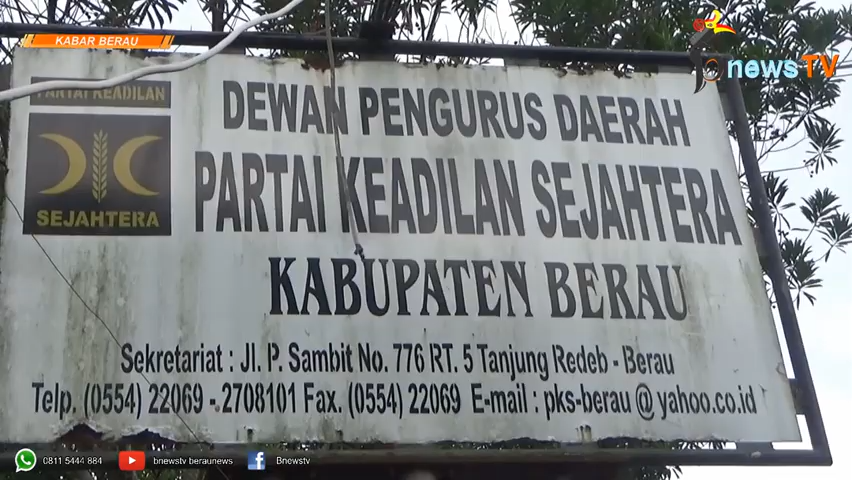 KABAR BERAU
newsTV
PARTAI KEADILAN
SEJAHTERA
DEWAN PENGURUS DAERAH
PARTAI KEADILAN SEJAHTERA
KABUPATEN BERAU
Sekretariat : Jl. P. Sambit No. 776 RT. 5 Tanjung Redeb - Berau
Telp. (0554) 22069 - 2708101 Fax. (0554) 22069 E-mail : pks-berau@yahoo.co.id
0811 5444 884
bnewstv beraunews
Bnewstv